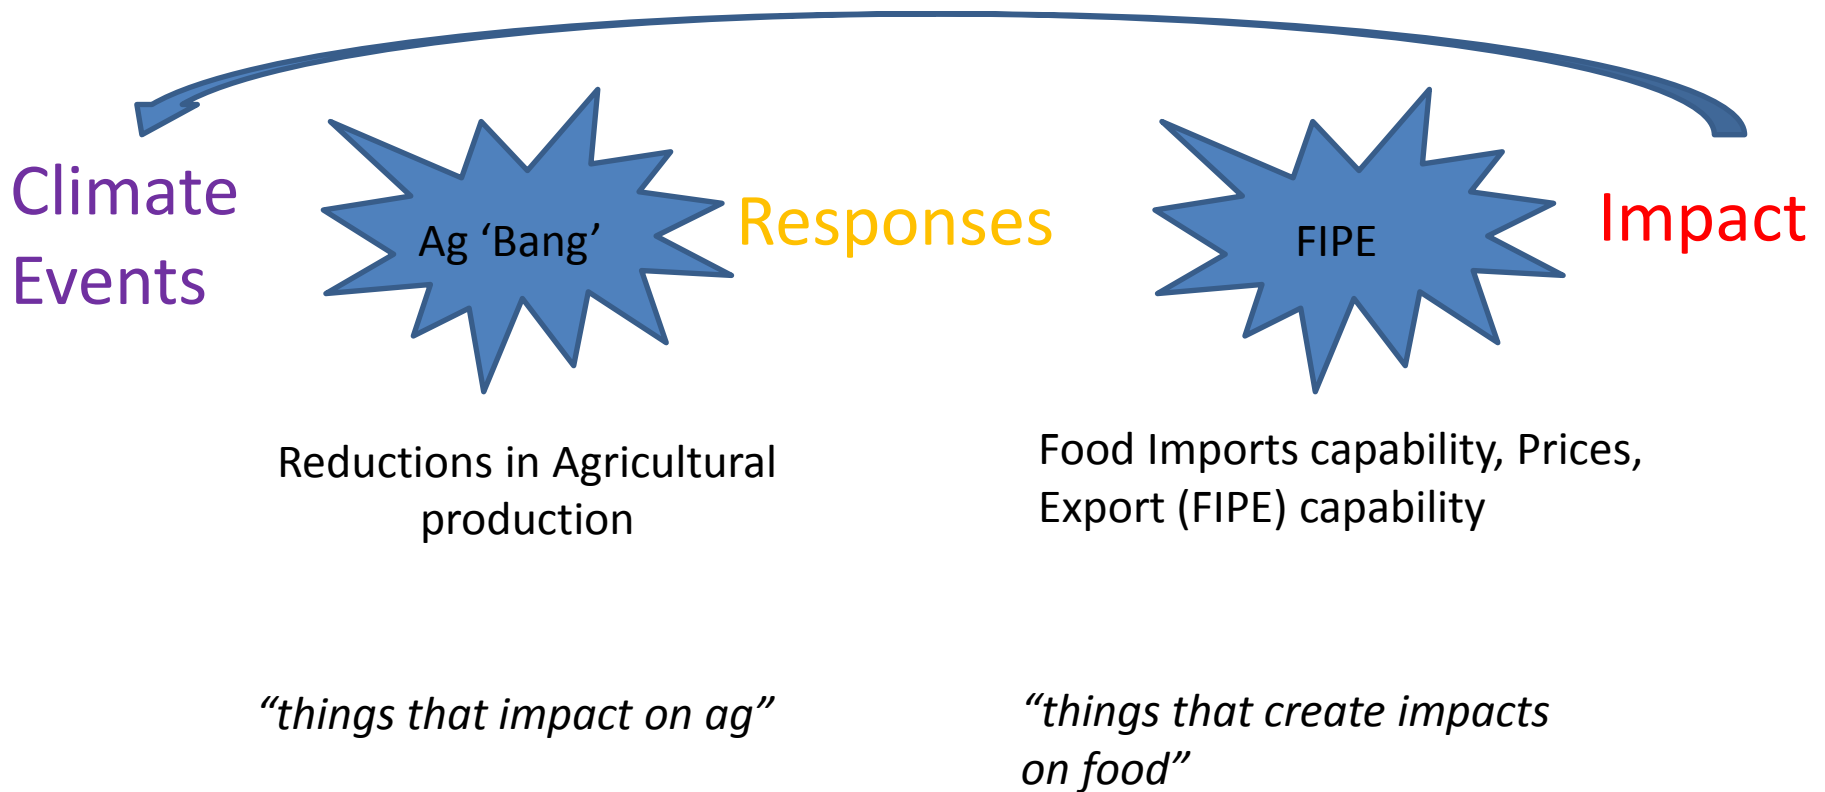 Climate
Events
Ag ‘Bang’
Responses
FIPE
Impact
Reductions in Agricultural
production
Food Imports capability, Prices,
Export (FIPE) capability
“things that impact on ag”
“things that create impacts
on food”